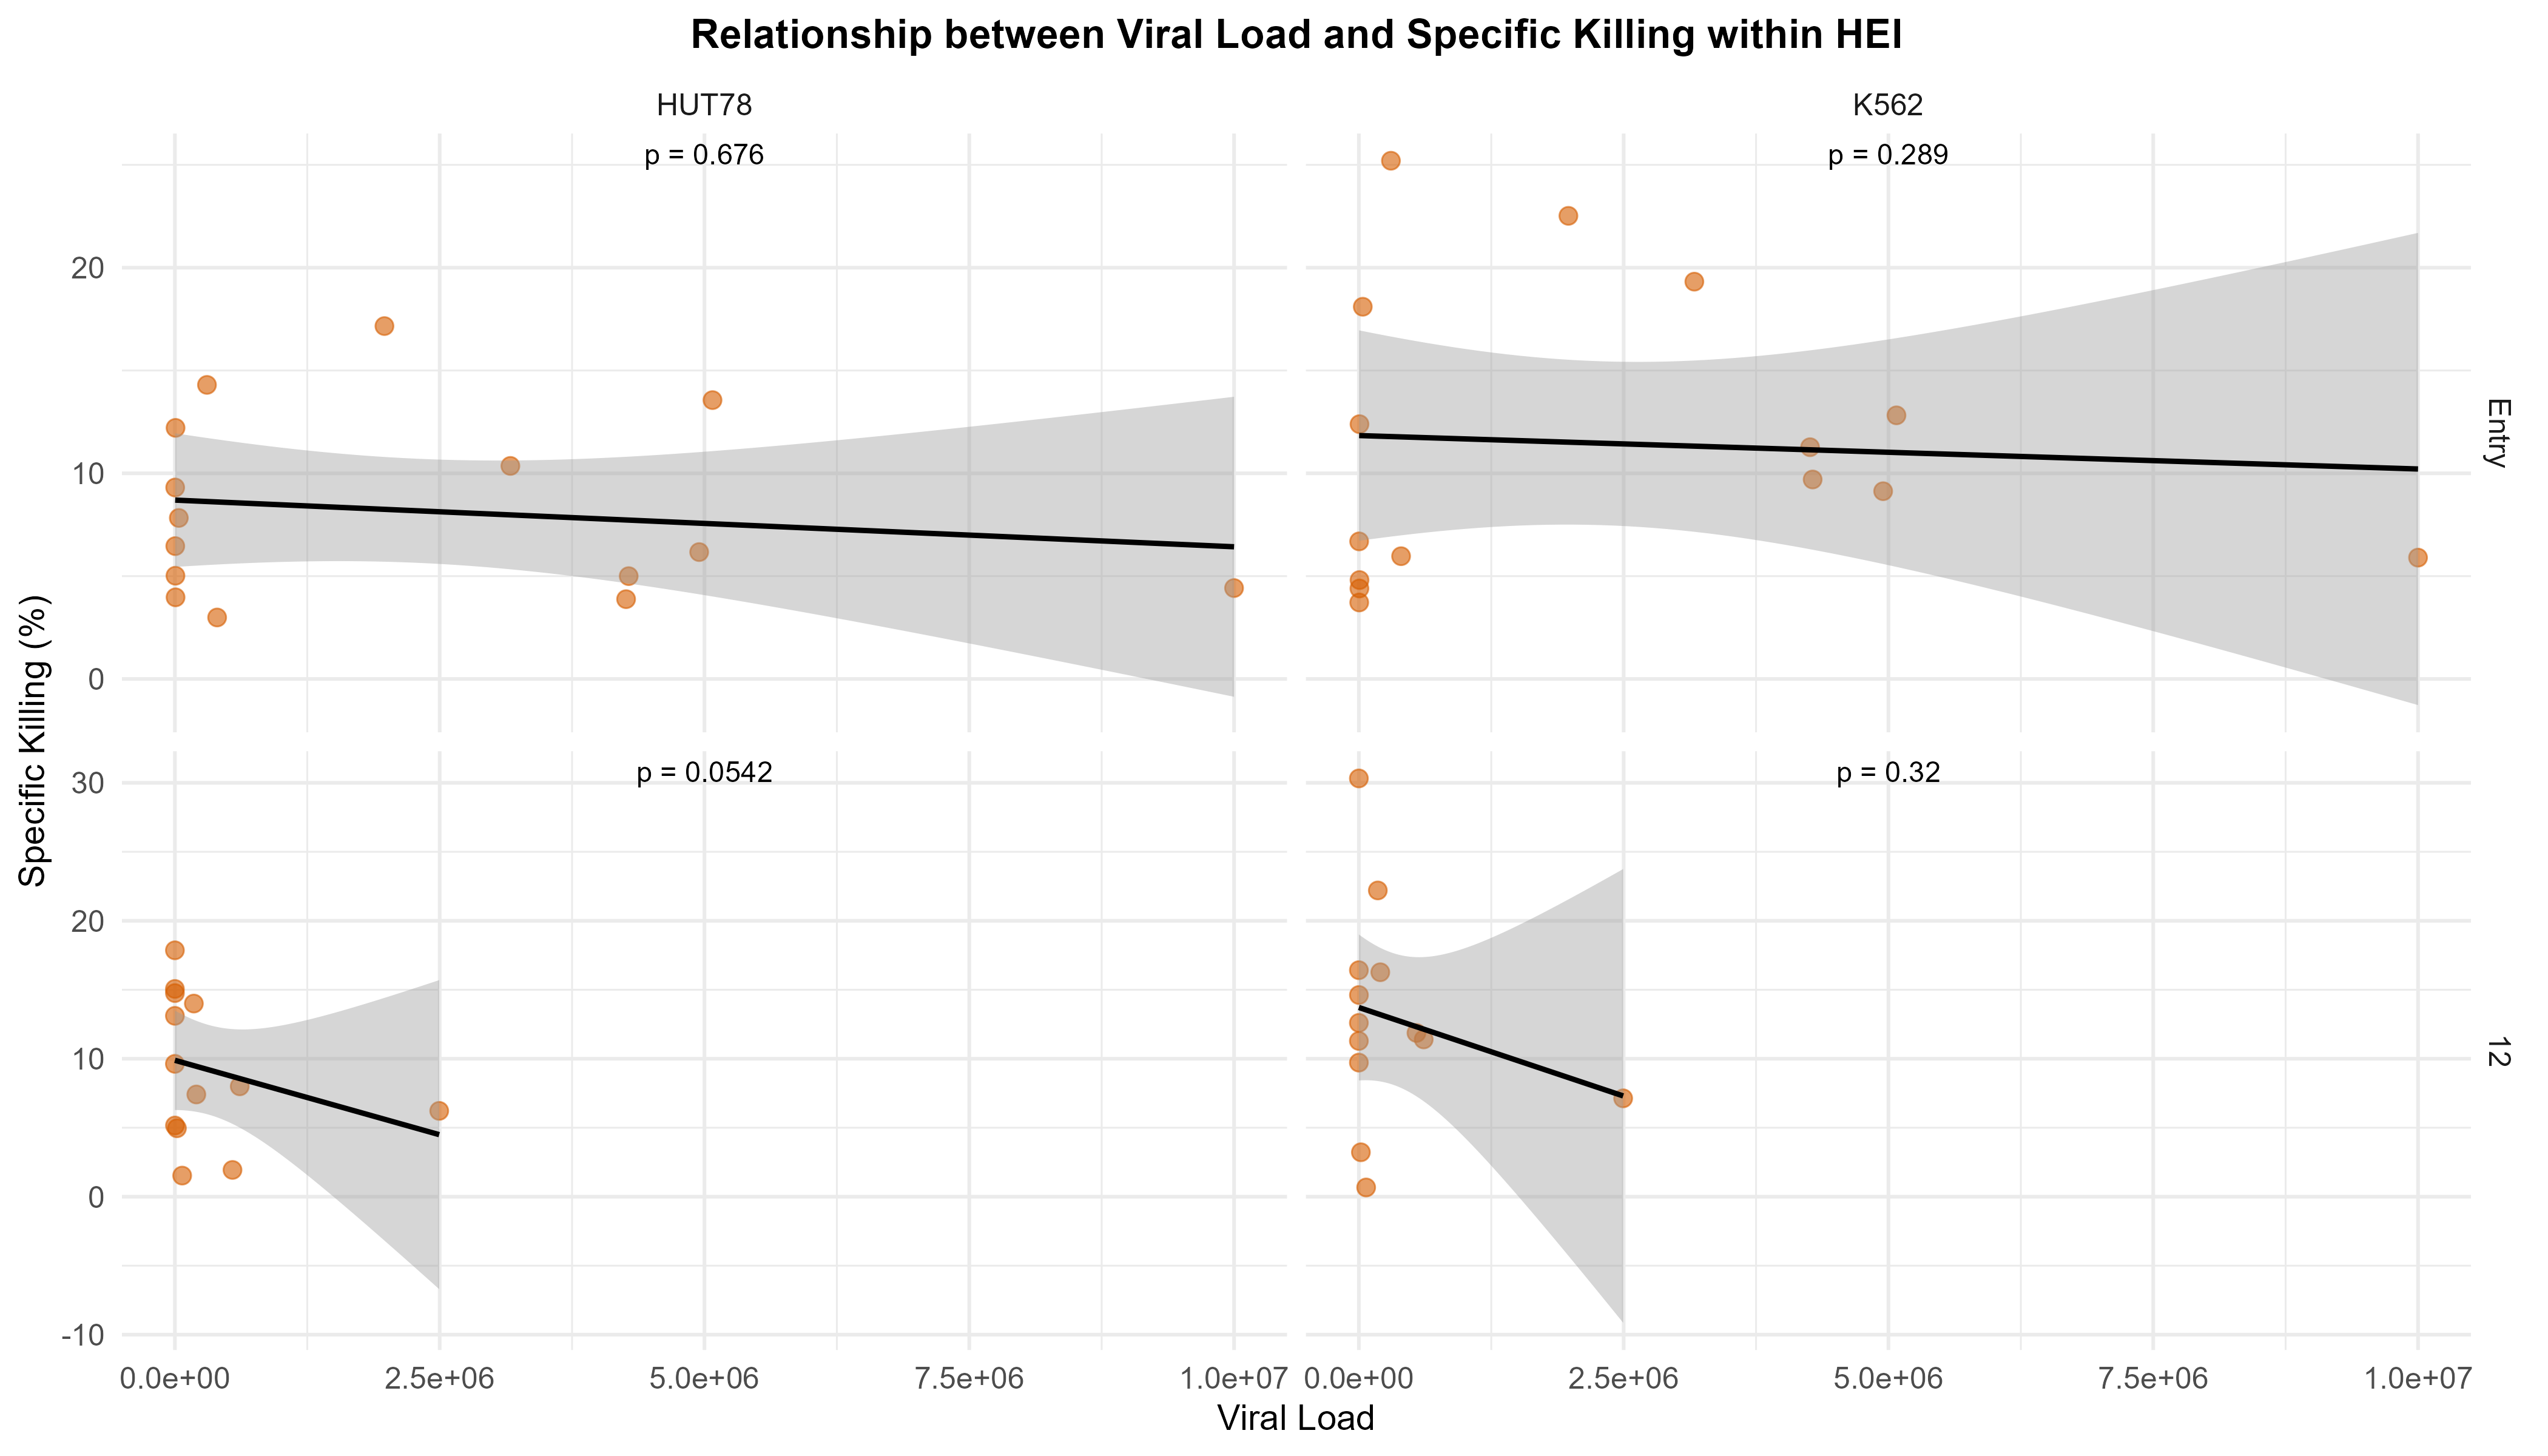 Relationship between Viral Load and Specific Killing within HEI
HUT78
K562
p = 0.676
p = 0.289
20
10
0
Entry
p = 0.0542
p = 0.32
30
20
10
0
-10
12
Specific Killing (%)
0.0e+00 2.5e+06 5.0e+06 7.5e+06 1.0e+07 0.0e+00 2.5e+06 5.0e+06 7.5e+06 1.0e+07
Viral Load